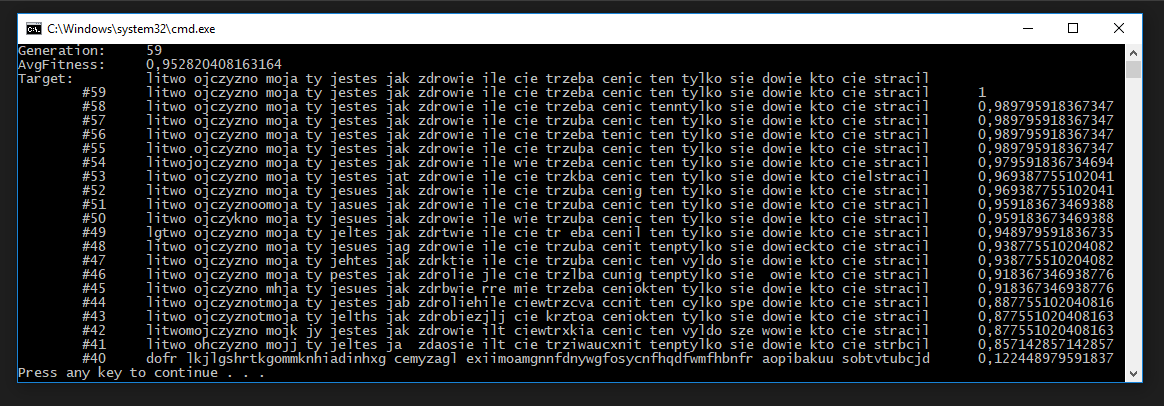 C:\Windows\system32\cmd.exe
Generation: 59
AvgFitness: 0,952820408163164
Target: litwo ojczyzno moja ty jestes jak zdrowie ile cie trzeba cenic ten tylko sie dowie kto cie stracil
#59 litwo ojczyzno moja ty jestes jak zdrowie ile cie trzeba cenic ten tylko sie dowie kto cie stracil 1
#58 litwo ojczyzno moja ty jestes jak zdrowie ile cie trzeba cenic tenntylko sie dowie kto cie stracil 0,989795918367347
#57 litwo ojczyzno moja ty jestes jak zdrowie ile cie trzeba cenic tentylko sie dowie kto cie stracil 0,989795918367347
#56 litwo ojczyzno moja ty jestes jak zdrowie ile cie trzeba cenic tentylko sie dowie kto cie stracil 0,989795918367347
#55 litwo ojczyzno moja ty jestes jak zdrowie ile cie trzeba cenic tentylko sie dowie kto cie stracil 0,989795918367347
#54 litwojojczyzno moja ty jestes jak zdrowie ile wie trzeba cenic ten tylko sie dowie kto cie stracil 0,979591836734694
#53 litwo ojczyzno moja ty jestes jat zdrowie ile cie trzkba cenic ten tylko sie dowie kto cielstracil 0,969387755102041
#52 litwo ojczyzno moja ty jesues jak zdrowie ile cie trzeba cenig ten tylko sie dowie kto cie stracil 0,969387755102041
#51 litwo ojczyznoomoja ty jasues jak zdrowie ile cie trzeba cenic ten tylko sie dowie kto cie stracil 0,959183673469388
#50 litwo ojczykno moja ty jesues jak zdrowie ile wie trzeba cenic ten tylko sie dowie kto cie stracil 0,959183673469388
#49 lgtwo ojczyzno moja ty jeltes jak zdrtwie ile cie tr eba cenil ten tylko sie dowie kto cie stracil 0,948979591836735
#48 litwo ojczyzno moja ty jesues jag zdrowie ile cie trzeba cenit tenptylko sie dowieckto cie stracil 0,938775510204082
#47 litwo ojczyzno moja ty jehtes jak zdrktie ile cie trzeba cunic ten vyldo sie dowie kto cie stracil 0,938775510204082
#46 litwo ojczyzno moja ty pestes jak zdrolie jle cie trzlba cunig tenptylko sie  owie kto cie stracil 0,918367346938776
#45 litwo ojczyzno mhja ty jesues jak zdrbwie rre mie trzeba ceniokten tylko sie dowie kto cie stracil 0,918367346938776
#44 litwo ojczyznotmoja ty jestes jab zdroliehile ciewtrzcva ccnit ten cylko spe dowie kto cie stracil 0,887755102040816
#43 litwo ojczyznotmoja ty jelths jak zdrobiezjllj cie krztoa ceniokten tylko sie dowie kto cie stracil 0,877551020408163
#42 litwomojczyzno mojk jy jestes jak zdrowie ilt ciewtrxkia cenic ten vyldo sze wowie kto cie stracil 0,877551020408163
#41 litwo ohczyzno mojj ty jeltes ja  zdaosie ilt cie trziwaucxnit tenptylko sie dowie kto cie strbcil 0,857142857142857
#40 dofr lkjlgshrtkgommknhiadinhxg cemyzagl exiimoamgnnfdnywgfosycnfhqdfwmfhbnfr aopibakuu sobtvtubcjd 0,122448979591837
Press any key to continue . . .